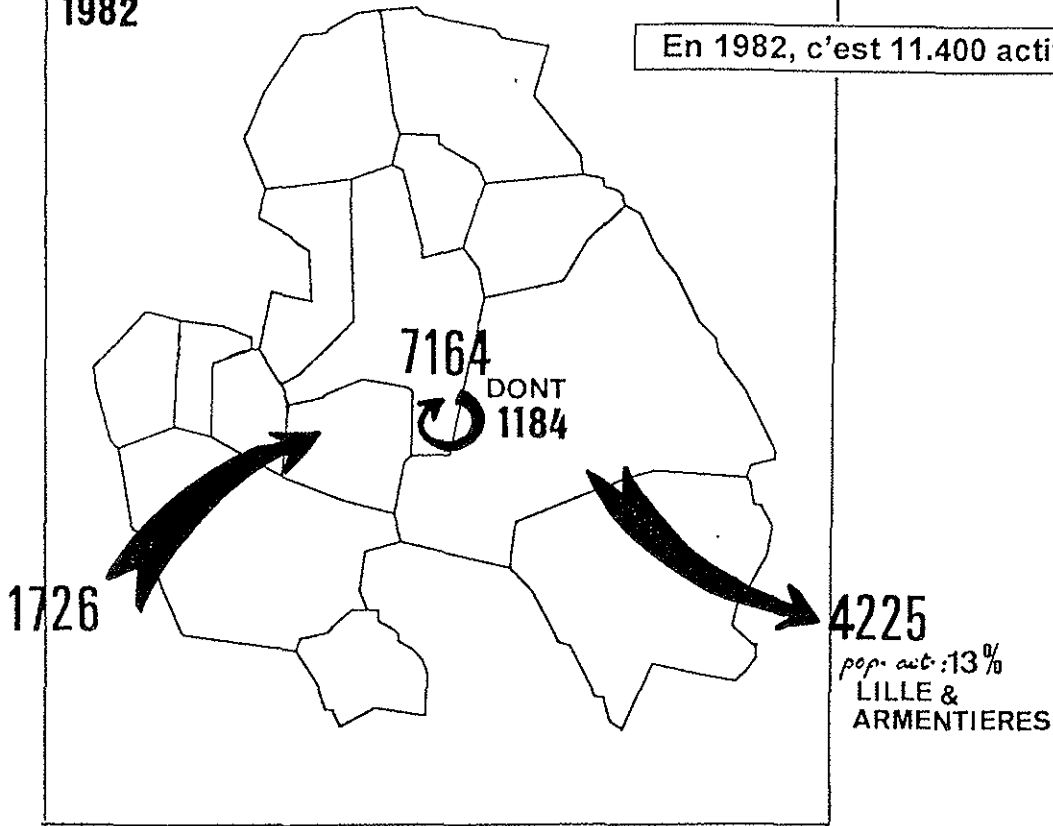 1982
En 1982, c'est 11.400 acti
7164
DONT
1184
1726
4225
pop. act.:13%
LILLE &
ARMENTIERES